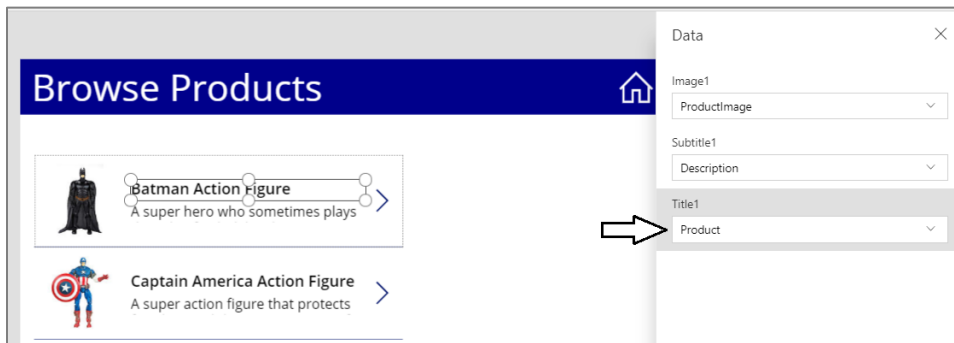 Browse Products
Batman Action Figure
A super hero who sometimes plays
Captain America Action Figure
A super action figure that protects
Data
Image1
ProductImage
Subtitle1
Description
Title1
Product